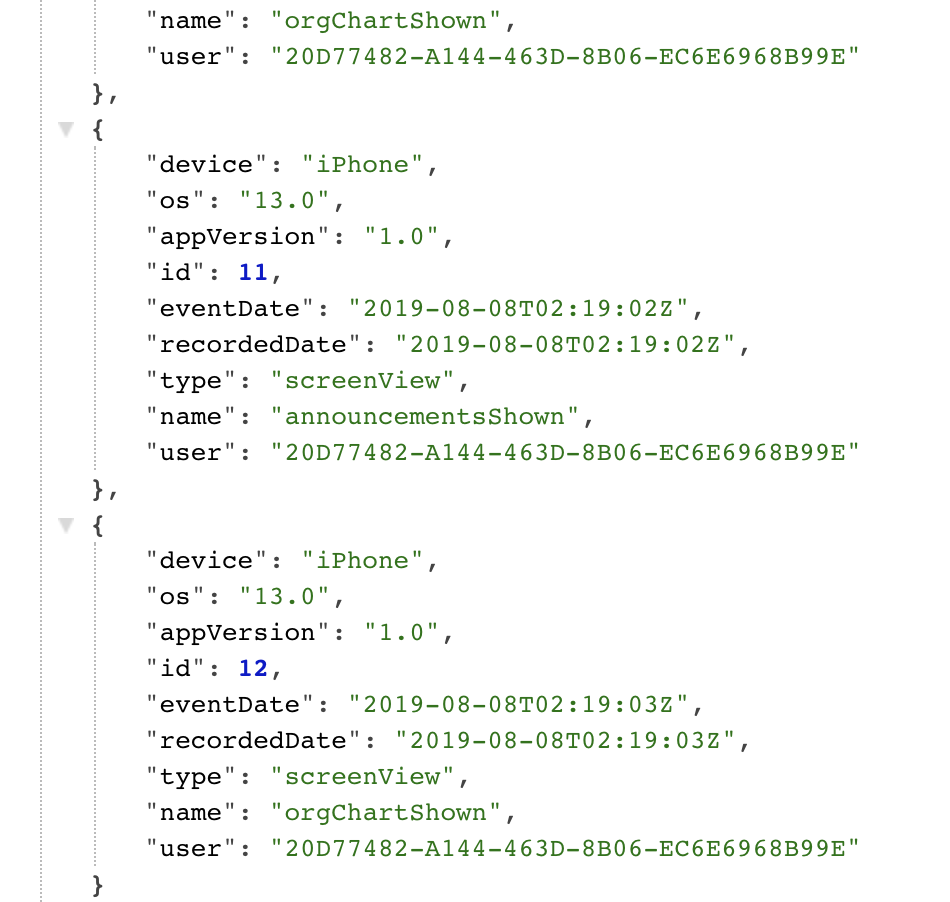 "name": "orgChartShown",
"user": "20D77482-A144-463D-8B06-EC6E6968B99E"
},
{
"device": "iPhone",
"os": "13.0",
"appVersion": "1.0",
"id": 11,
"eventDate": "2019-08-08T02:19:02Z",
"recordedDate": "2019-08-08T02:19:02Z",
"type": "screenView",
"name": "announcementsShown",
"user": "20D77482-A144-463D-8B06-EC6E6968B99E"
},
{
"device": "iPhone",
"os": "13.0",
"appVersion": "1.0",
"id": 12,
"eventDate": "2019-08-08T02:19:03Z",
"recordedDate": "2019-08-08T02:19:03Z",
"type": "screenView",
"name": "orgChartShown",
"user": "20D77482-A144-463D-8B06-EC6E6968B99E"
}